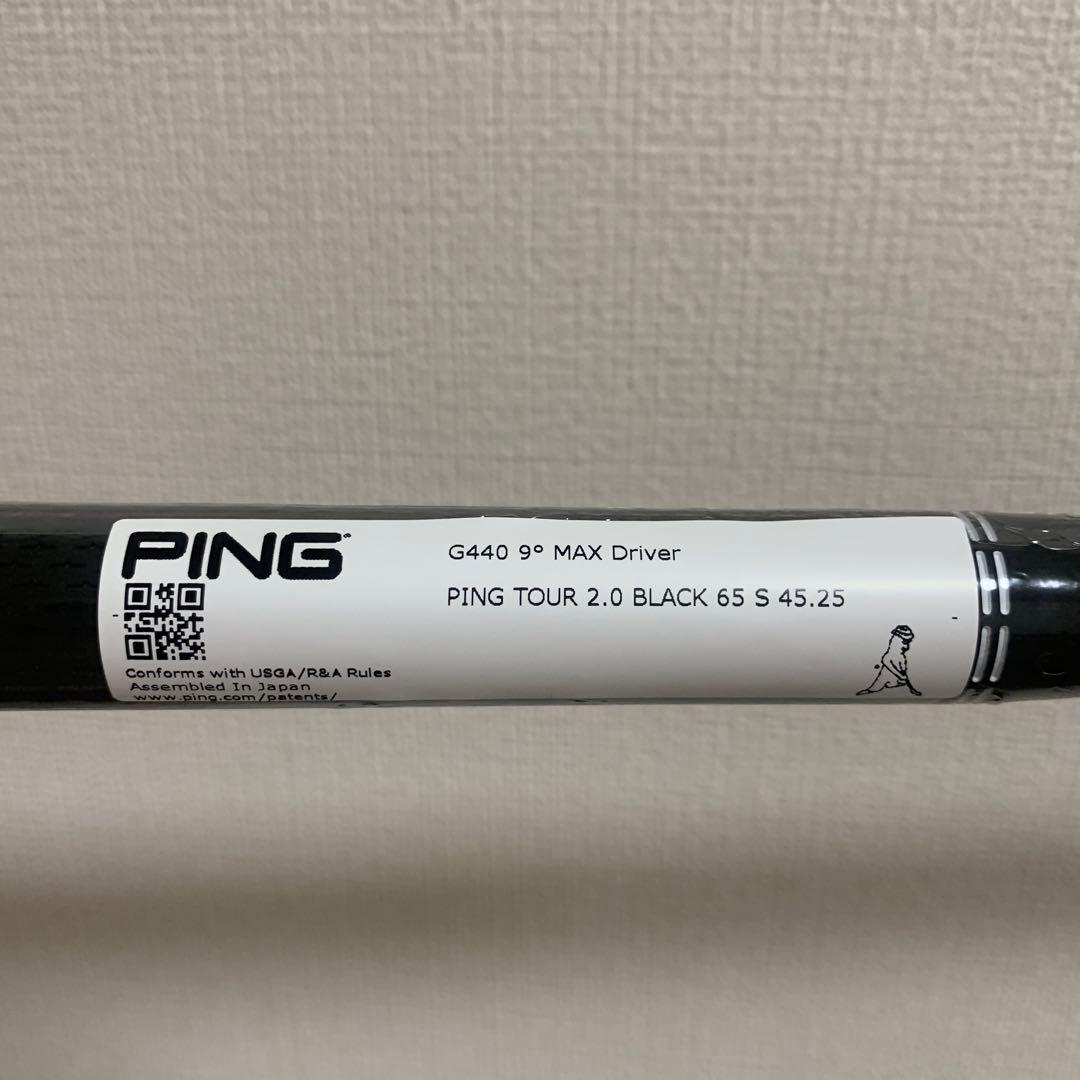 PING
G440 9° MAX Driver
PING TOUR 2.0 BLACK 65 S 45.25
Conforms with USGA/R&A Rules
Assembled In Japan
www.ping.com/patents/